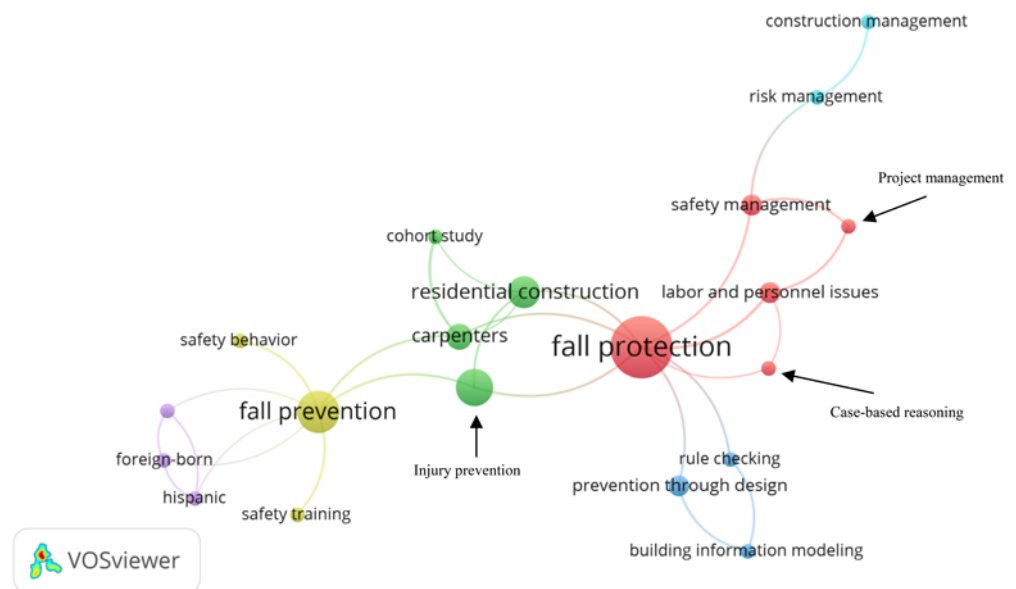 construction management
risk management
Project management
safety management
cohort study
residential construction
labor and personnel issues
carpenters
safety behavior
fall protection
fall prevention
Case-based reasoning
foreign-born
Injury prevention
rule checking
hispanic
prevention through design
safety training
building information modeling
VOSviewer